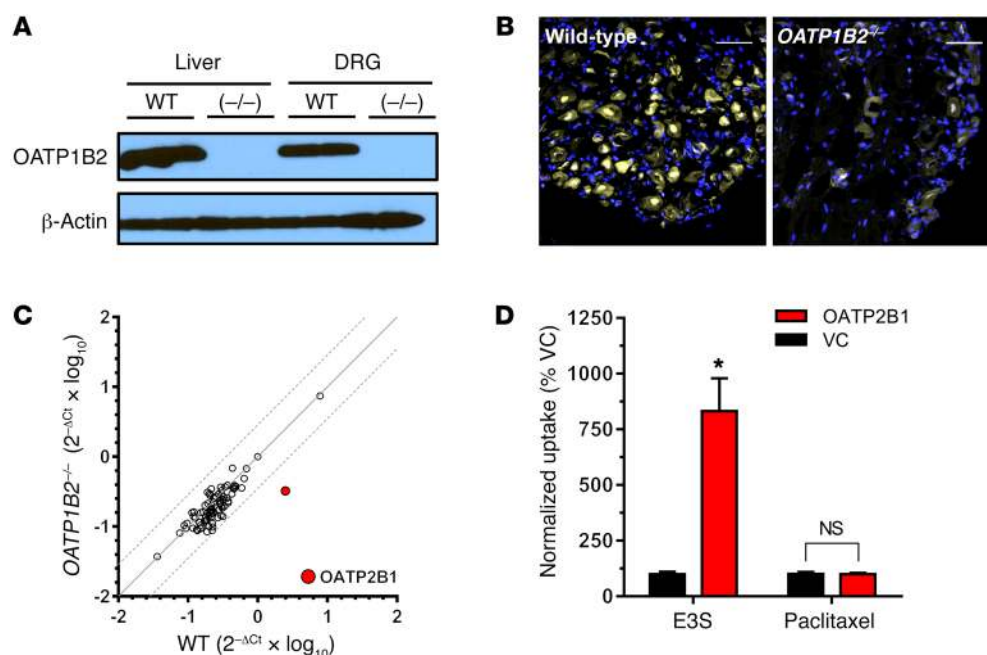 A
Liver DRG
WT (–/–) WT (–/–)
OATP1B2
β-Actin
B
Wild-type
OATP1B2–/–
C
OATP1B2–/– (2–ΔCt × log10)
2
1
0
-1
-2
-2 -1 0 1 2
WT (2–ΔCt × log10)
OATP2B1
D
Normalized uptake (% VC)
1250
1000
750
500
250
0
OATP2B1
VC
*
NS
E3S Paclitaxel